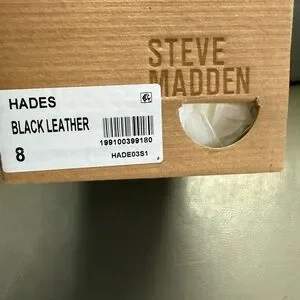 STEVE
MADDEN
HADES
BLACK LEATHER
8
199100399180
HADE03S1